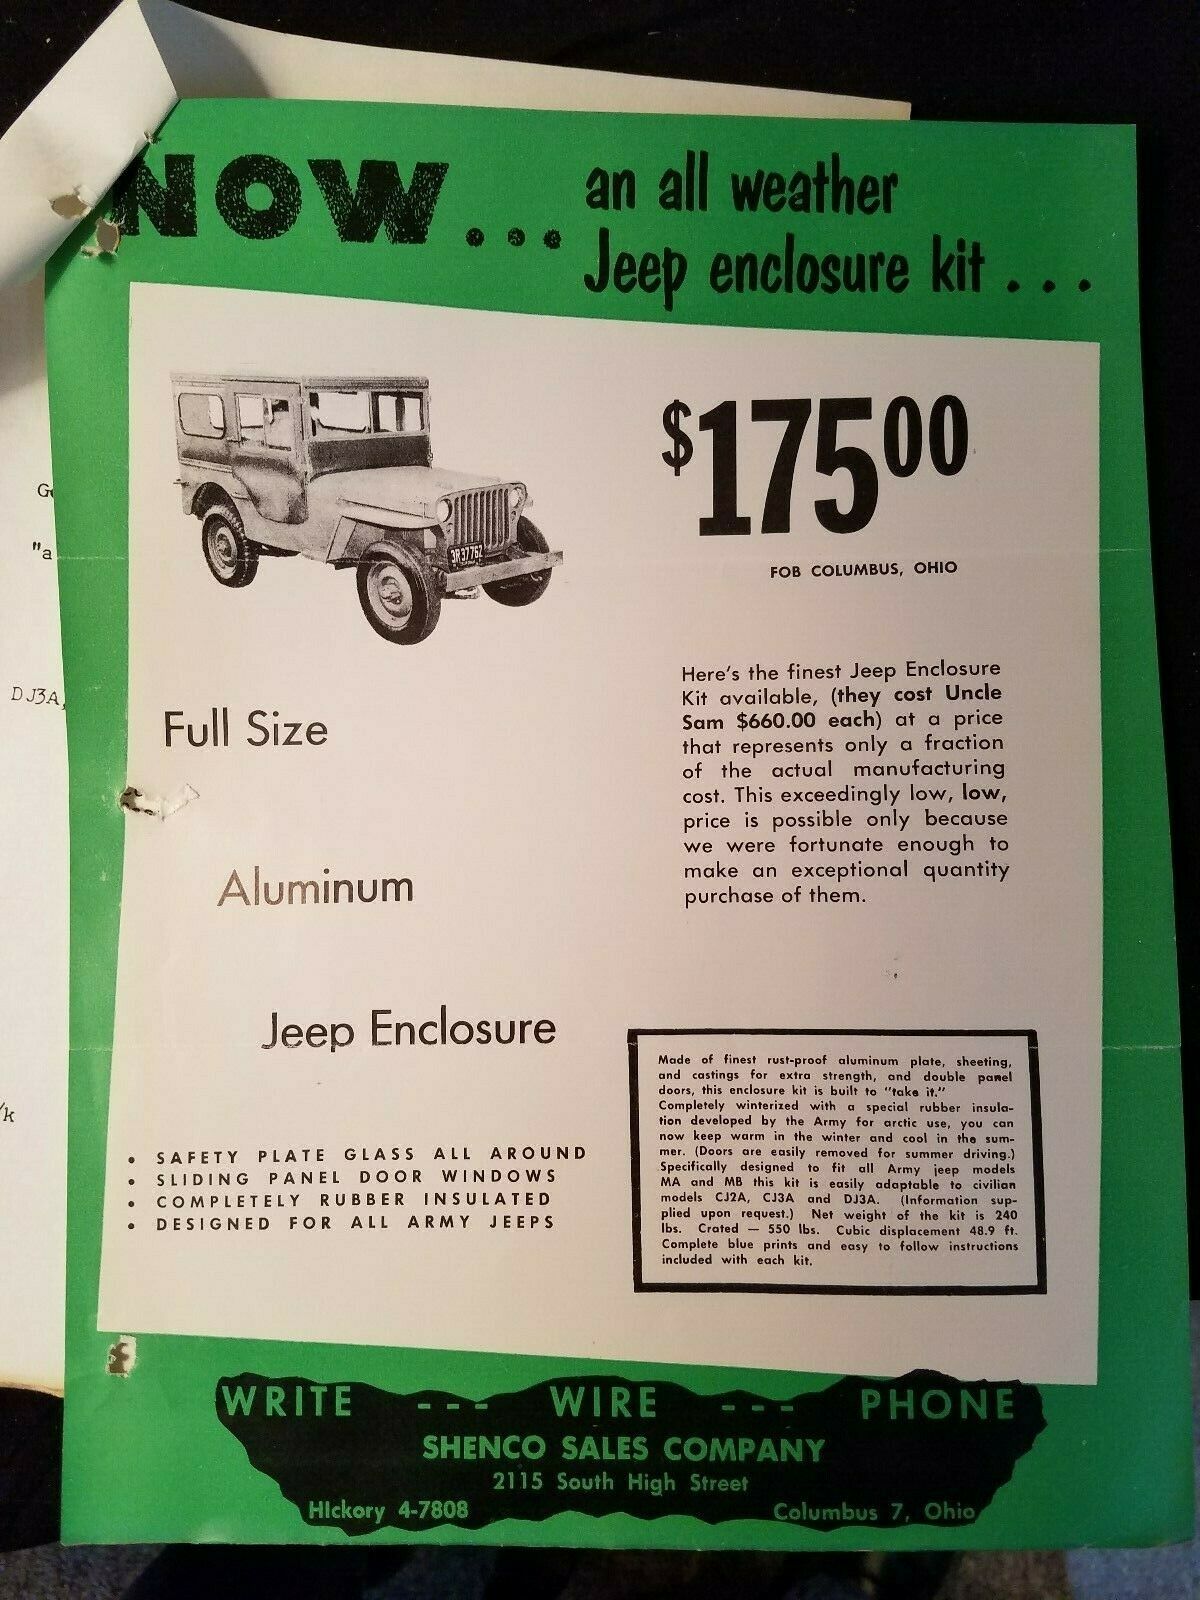 NOW... an all weather
Jeep enclosure kit...
$175.00
FOB COLUMBUS, OHIO
3R37762
Here's the finest Jeep Enclosure
Kit available, (they cost Uncle
Sam $660.00 each) at a price
that represents only a fraction
of the actual manufacturing
cost. This exceedingly low, low,
price is possible only because
we were fortunate enough to
make an exceptional quantity
purchase of them.
Full Size
Aluminum
Jeep Enclosure
• SAFETY PLATE GLASS ALL AROUND
• SLIDING PANEL DOOR WINDOWS
• COMPLETELY RUBBER INSULATED
• DESIGNED FOR ALL ARMY JEEPS
Made of finest rust-proof aluminum plate, sheeting,
and castings for extra strength, and double panel
doors, this enclosure kit is built to "take it."
Completely winterized with a special rubber insula-
tion developed by the Army for arctic use, you can
now keep warm in the winter and cool in the sum-
mer. (Doors are easily removed for summer driving.)
Specifically designed to fit all Army jeep models
MA and MB this kit is easily adaptable to civilian
models CJ2A, CJ3A and DJ3A. (Information sup-
plied upon request.) Net weight of the kit is 240
lbs. Crated — 550 lbs. Cubic displacement 48.9 ft.
Complete blue prints and easy to follow instructions
included with each kit.
WRITE --- WIRE --- PHONE
SHENCO SALES COMPANY
2115 South High Street
HIckory 4-7808 Columbus 7, Ohio
"a
DJ3A,
/k